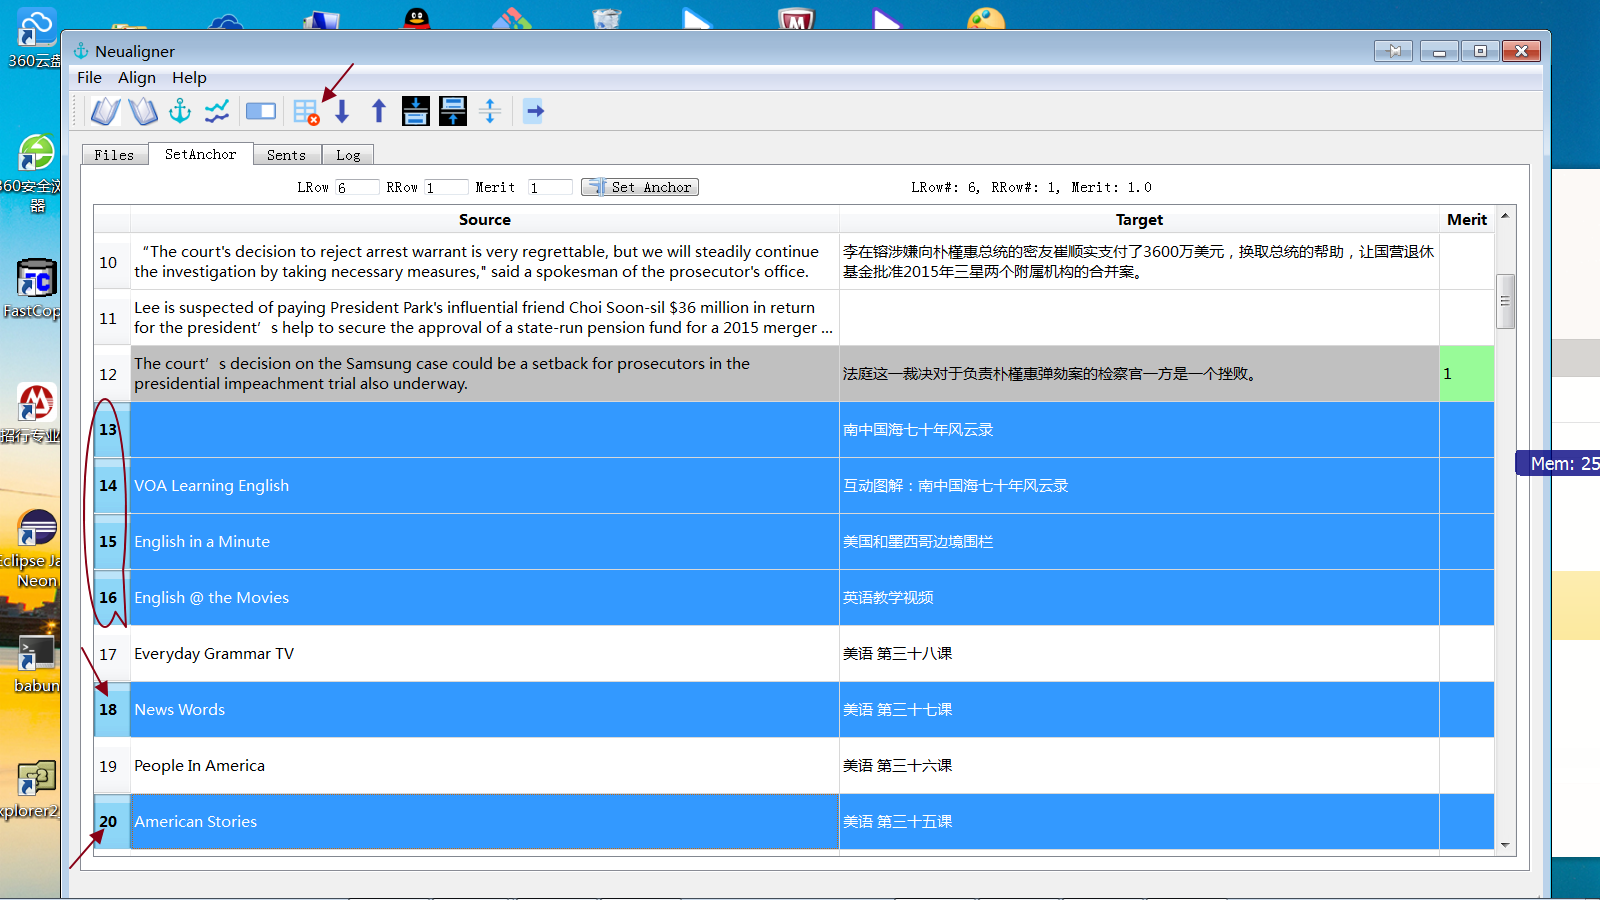 360云盘
Neualigner
File Align Help
Files SetAnchor Sents Log
LRow 6 RRow 1 Merit 1 Set Anchor LRow#: 6, RRow#: 1, Merit: 1.0
Source Target Merit
10 “The court's decision to reject arrest warrant is very regrettable, but we will steadily continue the investigation by taking necessary measures," said a spokesman of the prosecutor's office. 李在镕涉嫌向朴槿惠总统的密友崔顺实支付了3600万美元，换取总统的帮助，让国营退休基金批准2015年三星两个附属机构的合并案。
11 Lee is suspected of paying President Park's influential friend Choi Soon-sil $36 million in return for the president’s help to secure the approval of a state-run pension fund for a 2015 merger ...
12 The court’s decision on the Samsung case could be a setback for prosecutors in the presidential impeachment trial also underway. 法庭这一裁决对于负责朴槿惠弹劾案的检察官一方是一个挫败。 1
13 南中国海七十年风云录
14 VOA Learning English 互动图解：南中国海七十年风云录
15 English in a Minute 美国和墨西哥边境围栏
16 English @ the Movies 英语教学视频
17 Everyday Grammar TV 美语 第三十八课
18 News Words 美语 第三十七课
19 People In America 美语 第三十六课
20 American Stories 美语 第三十五课
Mem: 25
360安全浏
器
FastCop
招行专业
Eclipse Ja
Neon
babun
xplorer2